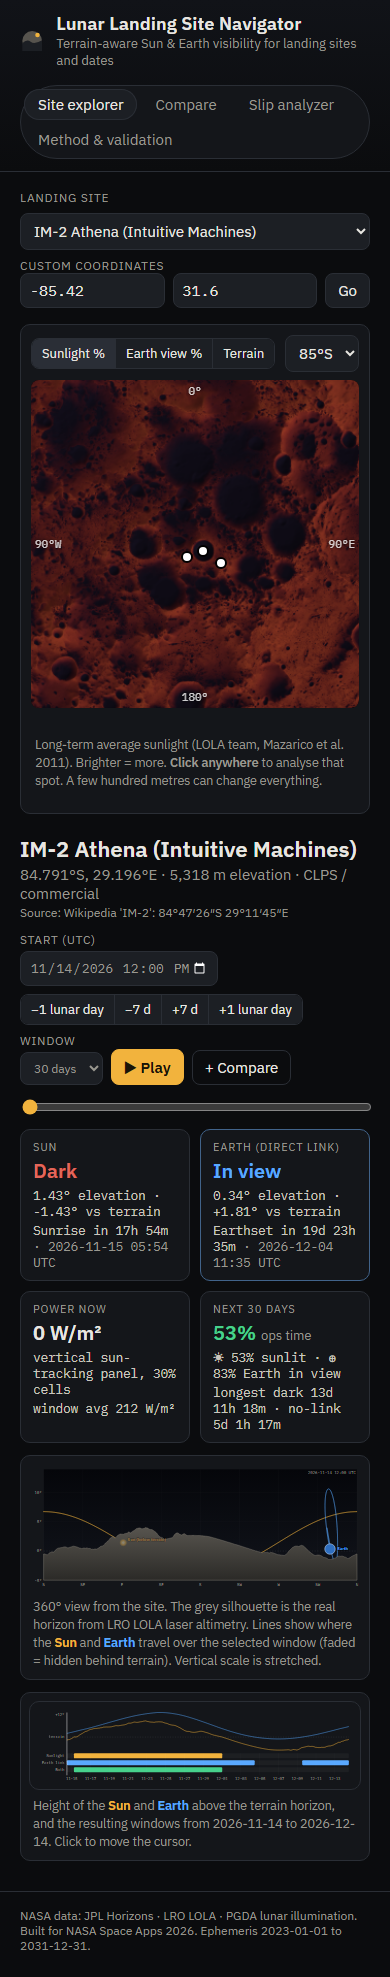 Lunar Landing Site Navigator
Terrain-aware Sun & Earth visibility for landing sites
and dates
Site explorer
Compare
Slip analyzer
Method & validation
LANDING SITE
IM-2 Athena (Intuitive Machines)
CUSTOM COORDINATES
-85.42
31.6
Go
Sunlight %
Earth view %
Terrain
85°S
0°
90°W
90°E
180°
Long-term average sunlight (LOLA team, Mazarico et al.
2011). Brighter = more. Click anywhere to analyse that
spot. A few hundred metres can change everything.
IM-2 Athena (Intuitive Machines)
84.791°S, 29.196°E · 5,318 m elevation · CLPS /
commercial
Source: Wikipedia 'IM-2': 84°47′26″S 29°11′45″E
START (UTC)
11/14/2026 12:00 PM
−1 lunar day
−7 d
+7 d
+1 lunar day
WINDOW
30 days
▶ Play
+ Compare
SUN
Dark
1.43° elevation ·
-1.43° vs terrain
Sunrise in 17h 54m
· 2026-11-15 05:54
UTC
EARTH (DIRECT LINK)
In view
0.34° elevation ·
+1.81° vs terrain
Earthset in 19d 23h
35m · 2026-12-04
11:35 UTC
POWER NOW
0 W/m²
vertical sun-
tracking panel, 30%
cells
window avg 212 W/m²
NEXT 30 DAYS
53% ops time
☀ 53% sunlit · ⊕
83% Earth in view
longest dark 13d
11h 18m · no-link
5d 1h 17m
2026-11-14 12:00 UTC
Earth
360° view from the site. The grey silhouette is the real
horizon from LRO LOLA laser altimetry. Lines show where
the Sun and Earth travel over the selected window (faded
= hidden behind terrain). Vertical scale is stretched.
terrain
Sunlight
Earth link
Both
Height of the Sun and Earth above the terrain horizon,
and the resulting windows from 2026-11-14 to 2026-12-
14. Click to move the cursor.
NASA data: JPL Horizons · LRO LOLA · PGDA lunar illumination.
Built for NASA Space Apps 2026. Ephemeris 2023-01-01 to
2031-12-31.